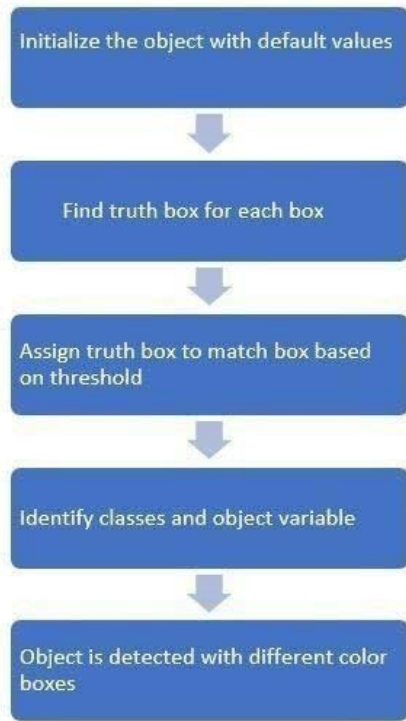 Initialize the object with default values
Find truth box for each box
Assign truth box to match box based
on threshold
Identify classes and object variable
Object is detected with different color
boxes